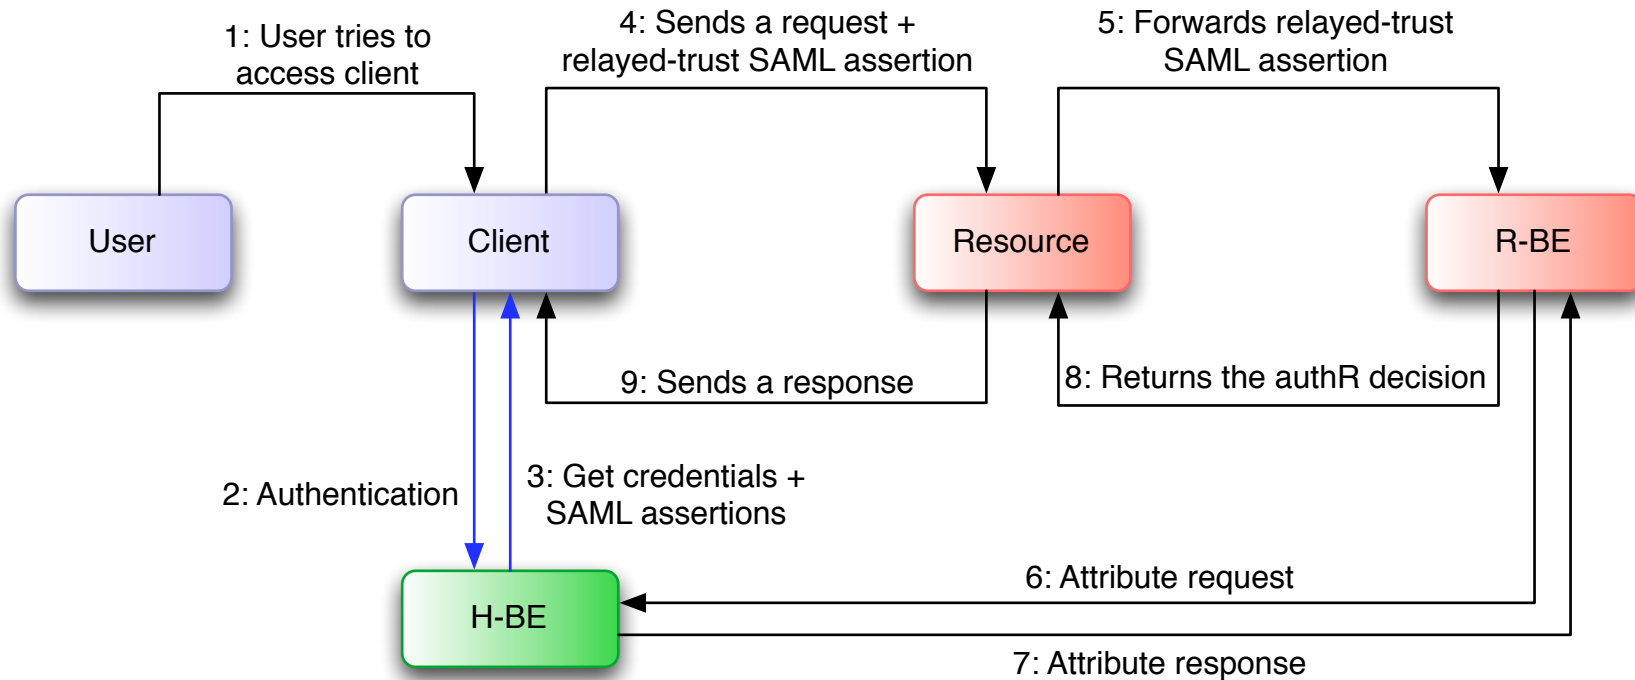 1: User tries to
access client
4: Sends a request +
relayed-trust SAML assertion
5: Forwards relayed-trust
SAML assertion
User
Client
Resource
R-BE
9: Sends a response
8: Returns the authR decision
2: Authentication
3: Get credentials +
SAML assertions
6: Attribute request
H-BE
7: Attribute response